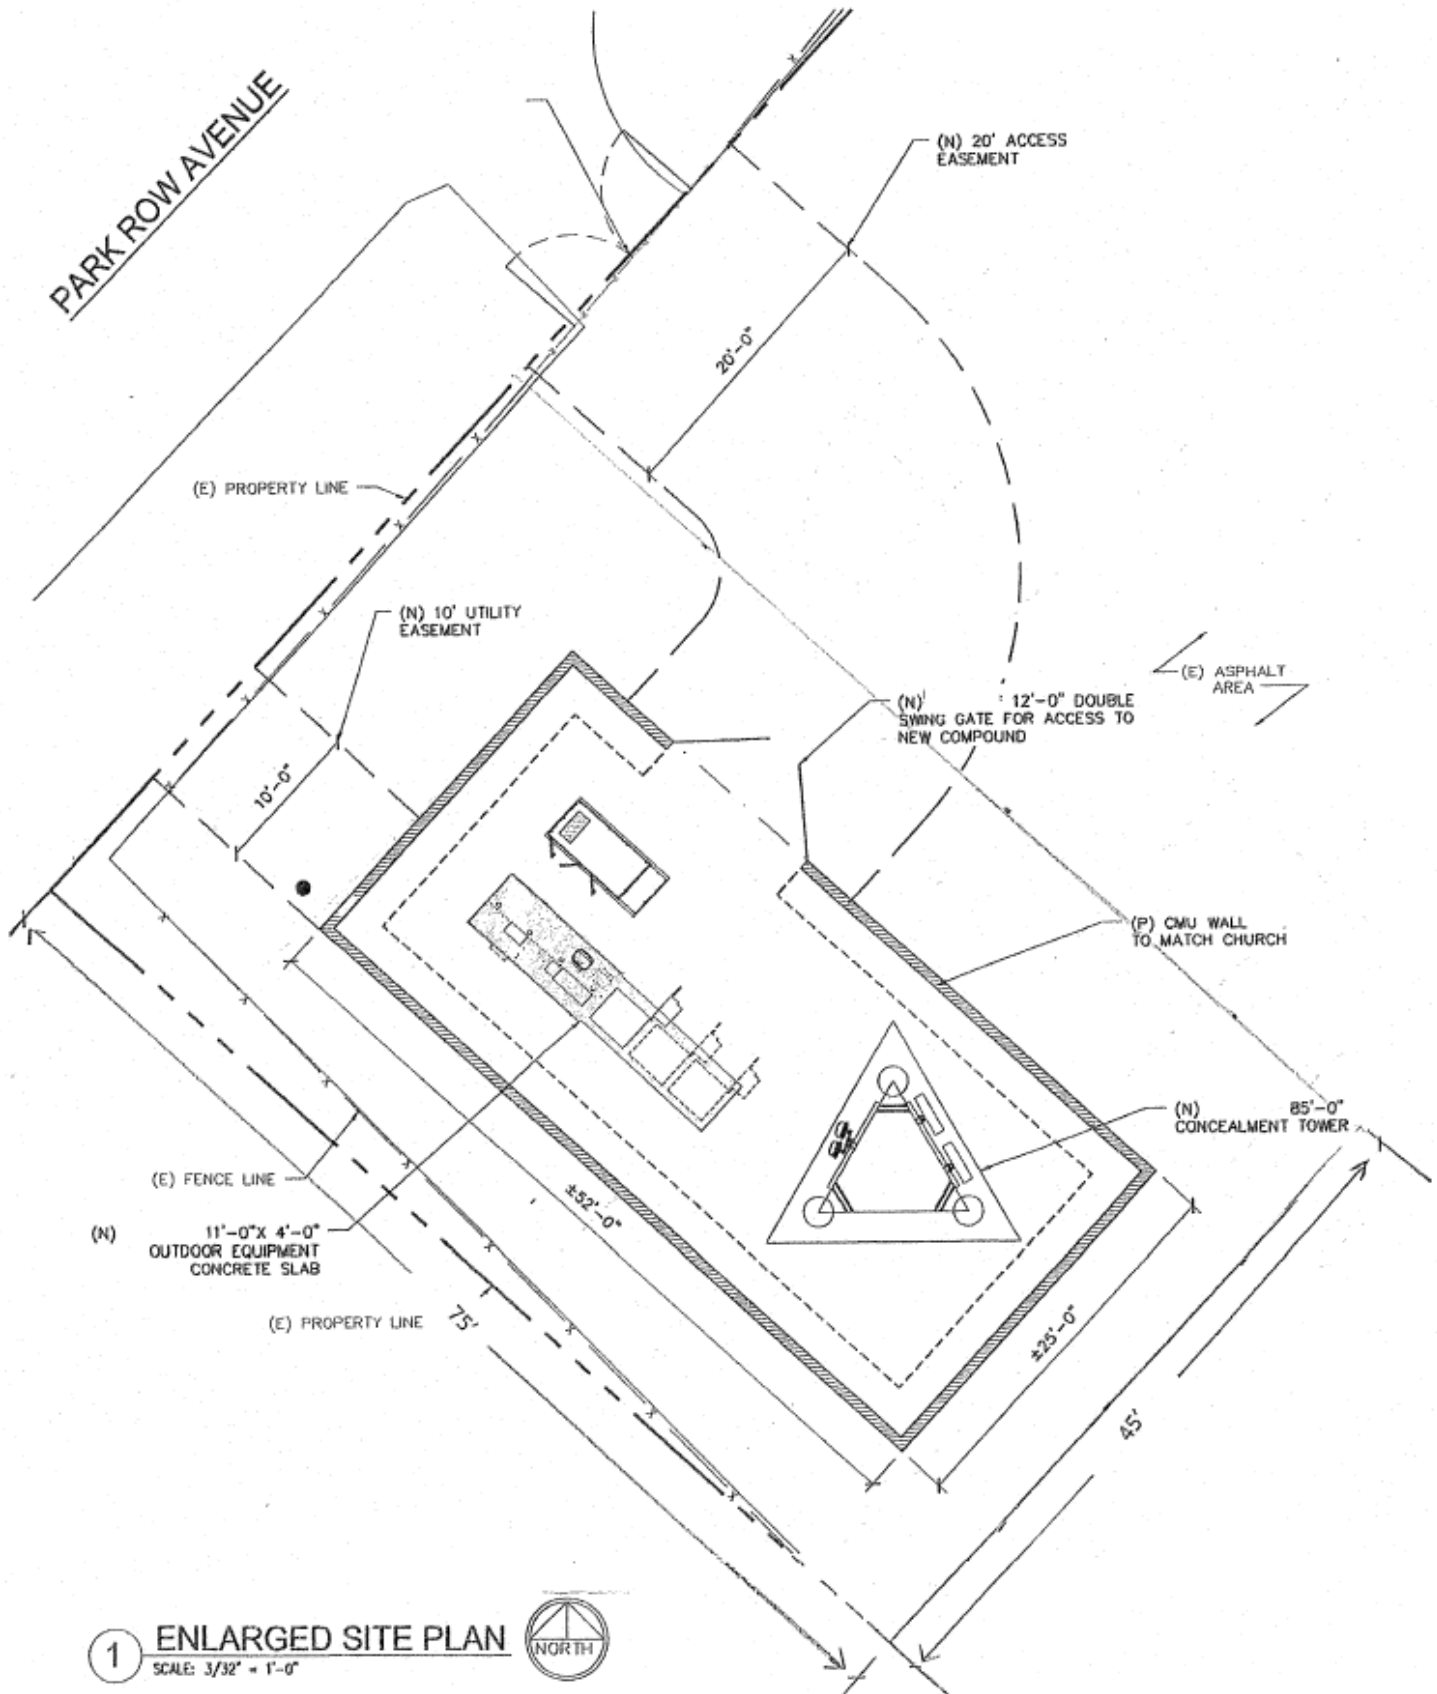 PARK ROW AVENUE
(N) 20' ACCESS
EASEMENT
20'-0"
(E) PROPERTY LINE
(N) 10' UTILITY
EASEMENT
(E) ASPHALT
AREA
(N) 12'-0" DOUBLE
SWING GATE FOR ACCESS TO
NEW COMPOUND
10'-0"
(P) CMU WALL
TO MATCH CHURCH
(N) 85'-0"
CONCEALMENT TOWER
(E) FENCE LINE
±52'-0"
(N) 11'-0"X 4'-0"
OUTDOOR EQUIPMENT
CONCRETE SLAB
(E) PROPERTY LINE
75'
±25'-0"
45'
1 ENLARGED SITE PLAN
SCALE: 3/32" = 1'-0"
NORTH